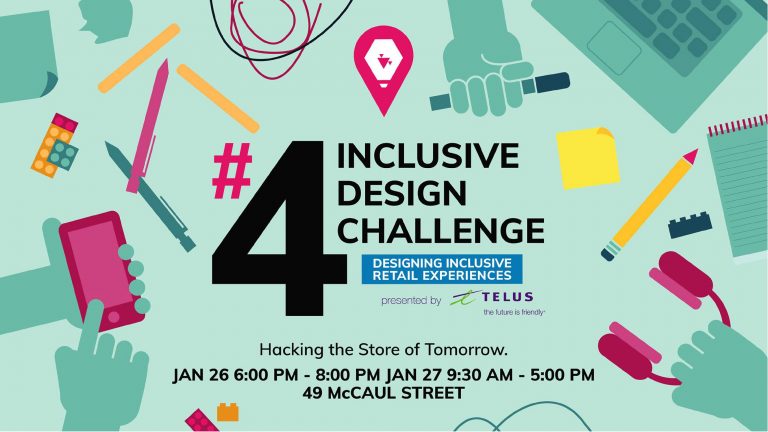 #4
INCLUSIVE
DESIGN
CHALLENGE
DESIGNING INCLUSIVE
RETAIL EXPERIENCES
presented by TELUS
the future is friendly®
Hacking the Store of Tomorrow.
JAN 26 6:00 PM - 8:00 PM JAN 27 9:30 AM - 5:00 PM
49 McCAUL STREET